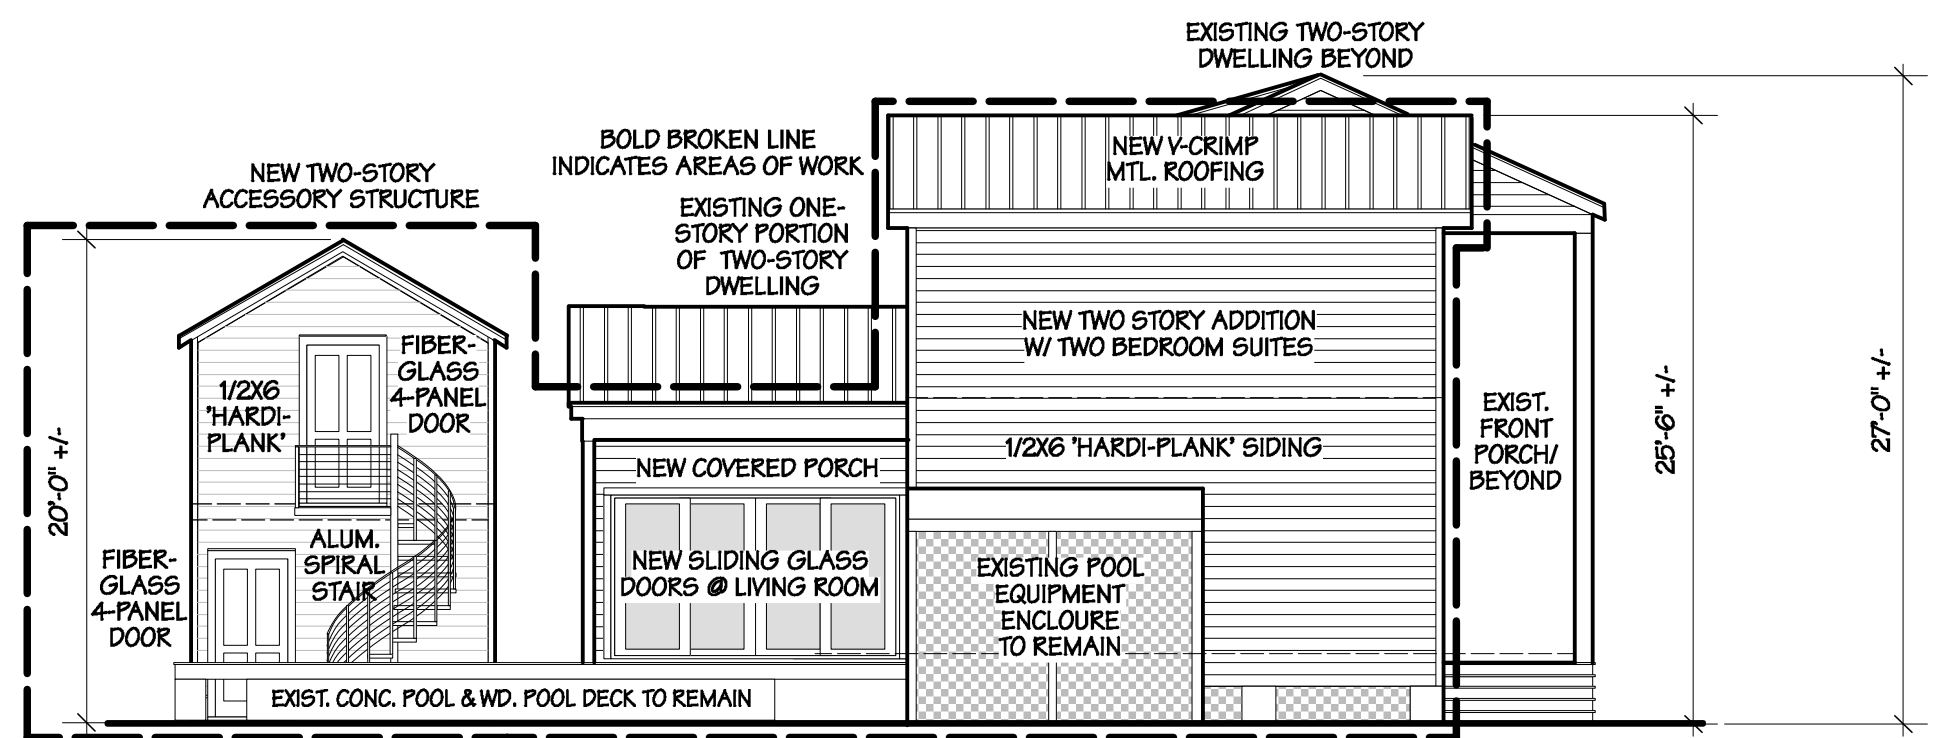 EXISTING TWO-STORY
DWELLING BEYOND
BOLD BROKEN LINE
INDICATES AREAS OF WORK
NEW V-CRIMP
MTL. ROOFING
NEW TWO-STORY
ACCESSORY STRUCTURE
EXISTING ONE-
STORY PORTION
OF TWO-STORY
DWELLING
NEW TWO STORY ADDITION
W/ TWO BEDROOM SUITES
FIBER-
GLASS
4-PANEL
DOOR
1/2X6
'HARDI-
PLANK'
20'-0" +/-
25'-6" +/-
27'-0" +/-
EXIST.
FRONT
PORCH/
BEYOND
1/2X6 'HARDI-PLANK' SIDING
NEW COVERED PORCH
ALUM.
SPIRAL
STAIR
FIBER-
GLASS
4-PANEL
DOOR
NEW SLIDING GLASS
DOORS @ LIVING ROOM
EXISTING POOL
EQUIPMENT
ENCLOURE
TO REMAIN
EXIST. CONC. POOL & WD. POOL DECK TO REMAIN